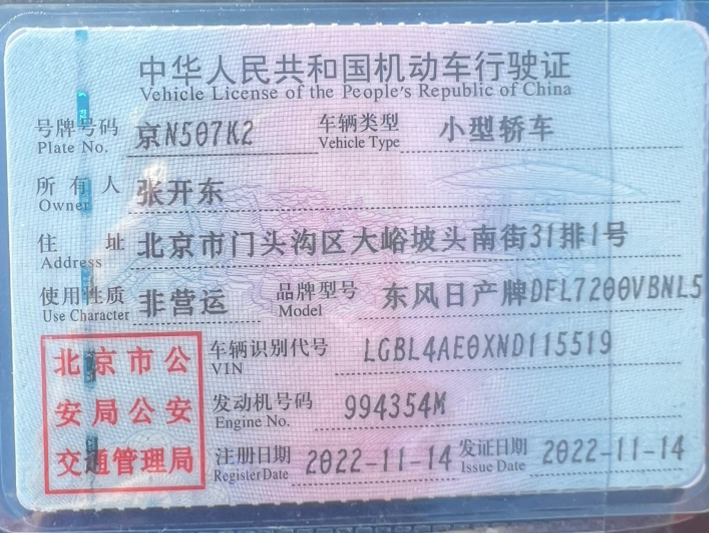 中华人民共和国机动车行驶证
Vehicle License of the People's Republic of China
号牌号码 京N507K2 车辆类型 小型轿车
Plate No. Vehicle Type
所有人 张开东
Owner
住址 北京市门头沟区大峪坡头南街31排1号
Address
使用性质 非营运 品牌型号 东风日产牌DFL7200VBNL5
Use Character Model
北京市公 车辆识别代号 LGBL4AE0XND115519
VIN
安局公安 发动机号码 994354M
Engine No.
交通管理局 注册日期 2022-11-14 发证日期 2022-11-14
Register Date Issue Date